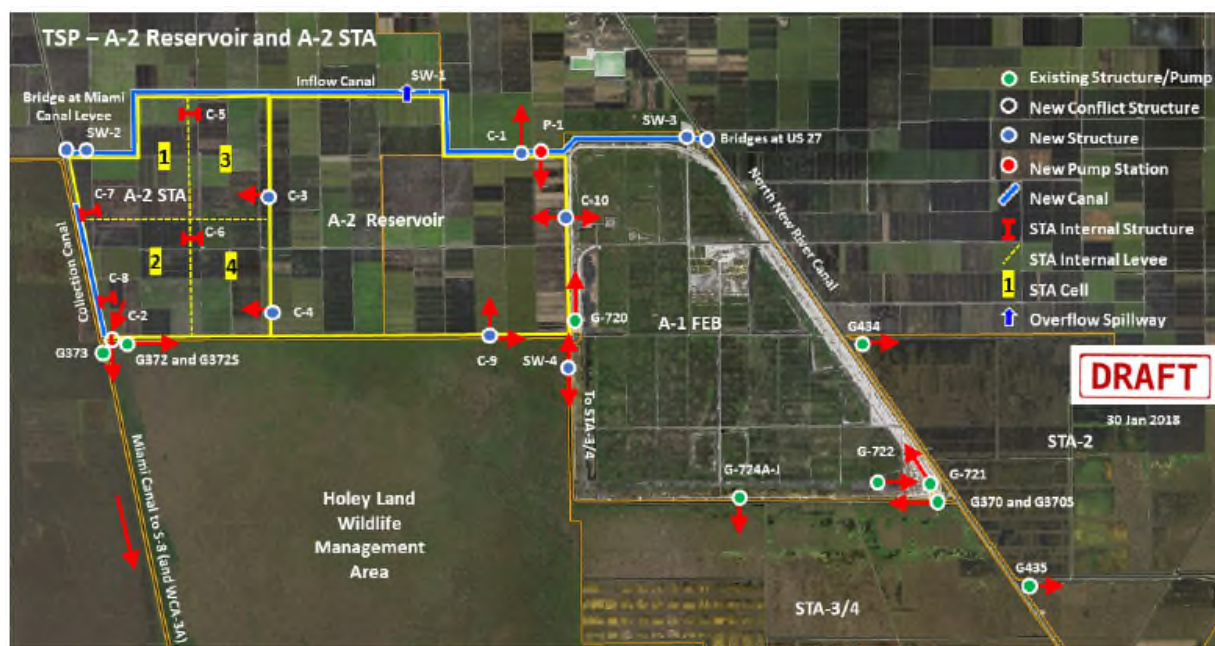 TSP – A-2 Reservoir and A-2 STA
Inflow Canal
SW-1
Bridge at Miami
Canal Levee
SW-2
C-5
1
3
C-7
A-2 STA
C-3
C-6
2
4
C-8
C-2
C-4
Collection Canal
G373
G372 and G372S
A-2 Reservoir
C-1
P-1
SW-3
Bridges at US 27
C-10
G-720
C-9
SW-4
To STA-3/4
A-1 FEB
North New River Canal
G434
Existing Structure/Pump
New Conflict Structure
New Structure
New Pump Station
New Canal
STA Internal Structure
STA Internal Levee
1
STA Cell
Overflow Spillway
DRAFT
30 Jan 2018
STA-2
Miami Canal to S-8 (and WCA-3A)
Holey Land
Wildlife
Management
Area
G-724A-J
G-722
G-721
G370 and G370S
G435
STA-3/4